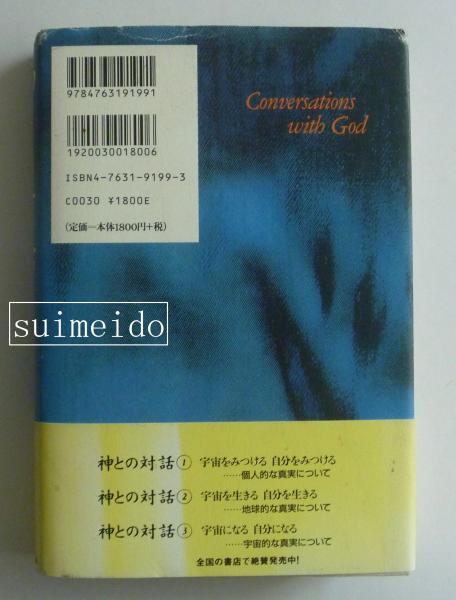 9784763191991
1920030018006
ISBN4-7631-9199-3
C0030 ¥1800E
(定価―本体1800円+税)
Conversations
with God
suimeido
神との対話① 宇宙をみつける 自分をみつける
……個人的な真実について
神との対話② 宇宙を生きる 自分を生きる
……地球的な真実について
神との対話③ 宇宙になる 自分になる
……宇宙的な真実について
全国の書店で絶賛発売中!